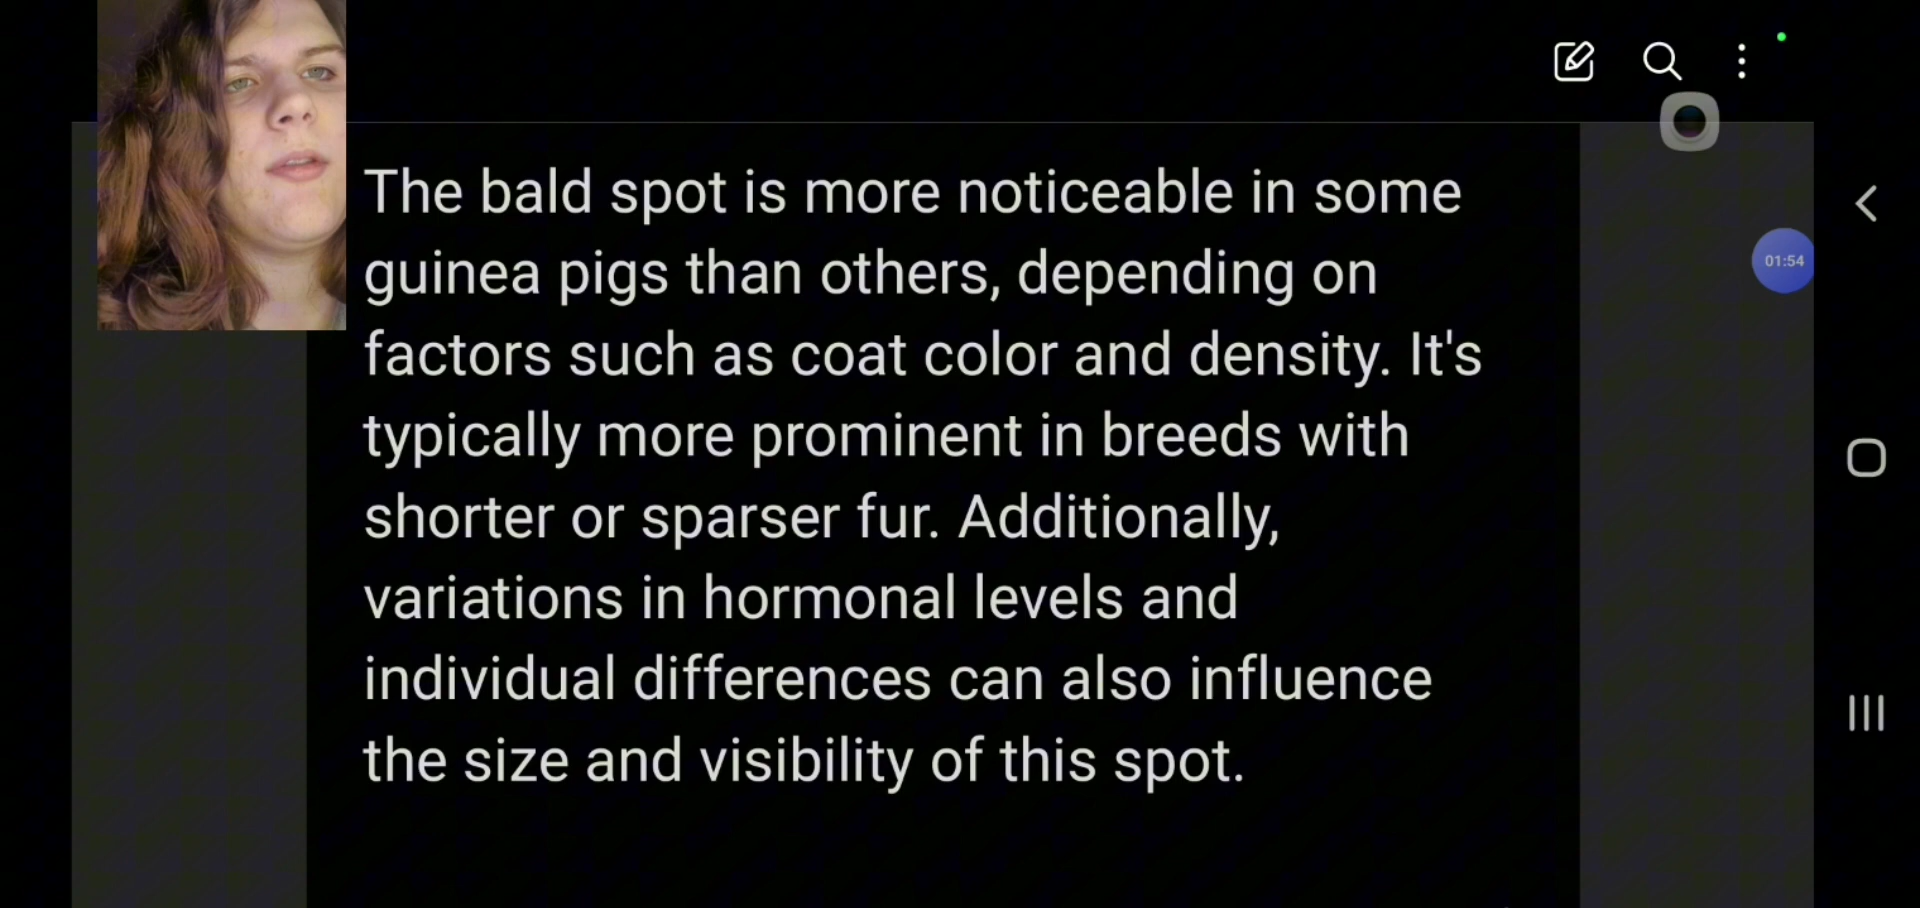 The bald spot is more noticeable in some
guinea pigs than others, depending on
factors such as coat color and density. It's
typically more prominent in breeds with
shorter or sparser fur. Additionally,
variations in hormonal levels and
individual differences can also influence
the size and visibility of this spot.
01:54